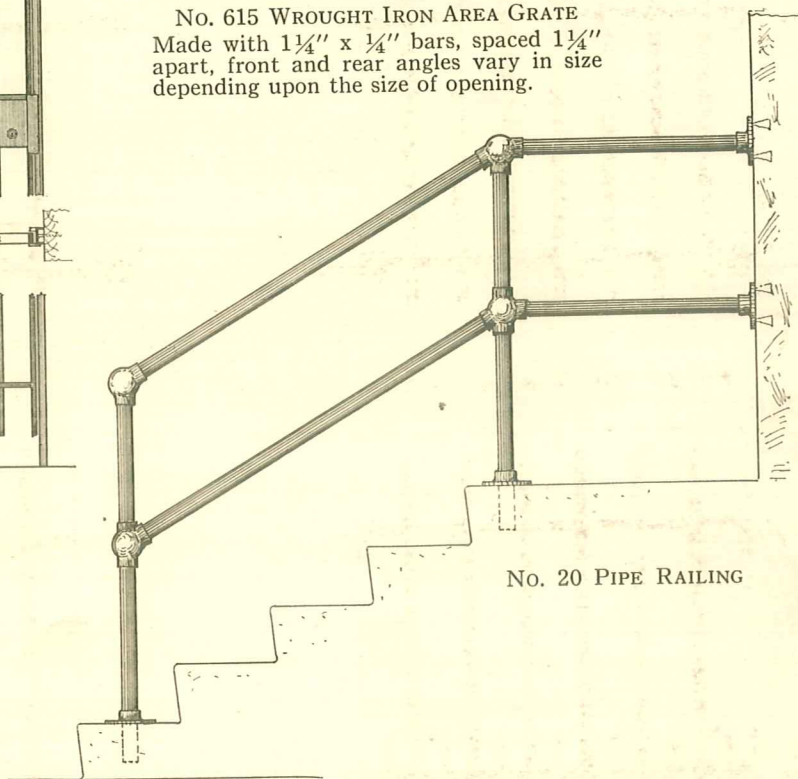 No. 615 Wrought Iron Area Grate
Made with 1¼" x ¼" bars, spaced 1¼"
apart, front and rear angles vary in size
depending upon the size of opening.
No. 20 Pipe Railing